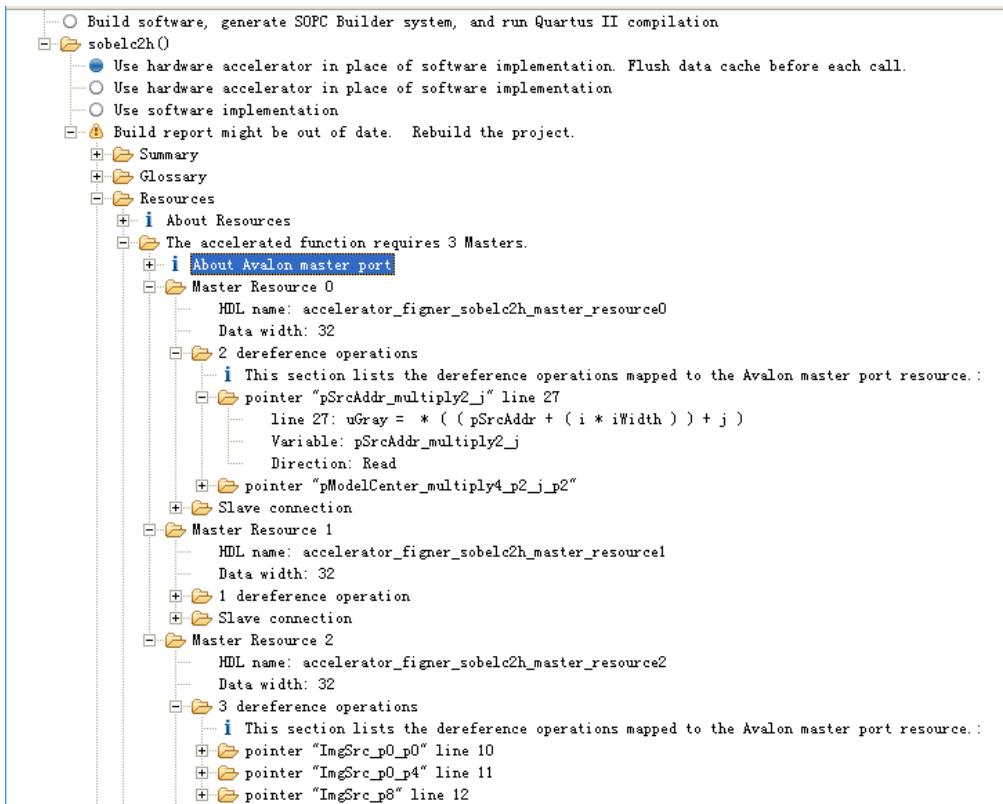 Build software, generate SOPC Builder system, and run Quartus II compilation
sobelc2h()
Use hardware accelerator in place of software implementation. Flush data cache before each call.
Use hardware accelerator in place of software implementation
Use software implementation
Build report might be out of date. Rebuild the project.
Summary
Glossary
Resources
About Resources
The accelerated function requires 3 Masters.
About Avalon master port
Master Resource 0
HDL name: accelerator_figner_sobelc2h_master_resource0
Data width: 32
2 dereference operations
This section lists the dereference operations mapped to the Avalon master port resource. :
pointer "pSrcAddr_multiply2_j" line 27
line 27: uGray = * ( ( pSrcAddr + ( i * iWidth ) ) + j )
Variable: pSrcAddr_multiply2_j
Direction: Read
pointer "pModelCenter_multiply4_p2_j_p2"
Slave connection
Master Resource 1
HDL name: accelerator_figner_sobelc2h_master_resource1
Data width: 32
1 dereference operation
Slave connection
Master Resource 2
HDL name: accelerator_figner_sobelc2h_master_resource2
Data width: 32
3 dereference operations
This section lists the dereference operations mapped to the Avalon master port resource. :
pointer "ImgSrc_p0_p0" line 10
pointer "ImgSrc_p0_p4" line 11
pointer "ImgSrc_p8" line 12